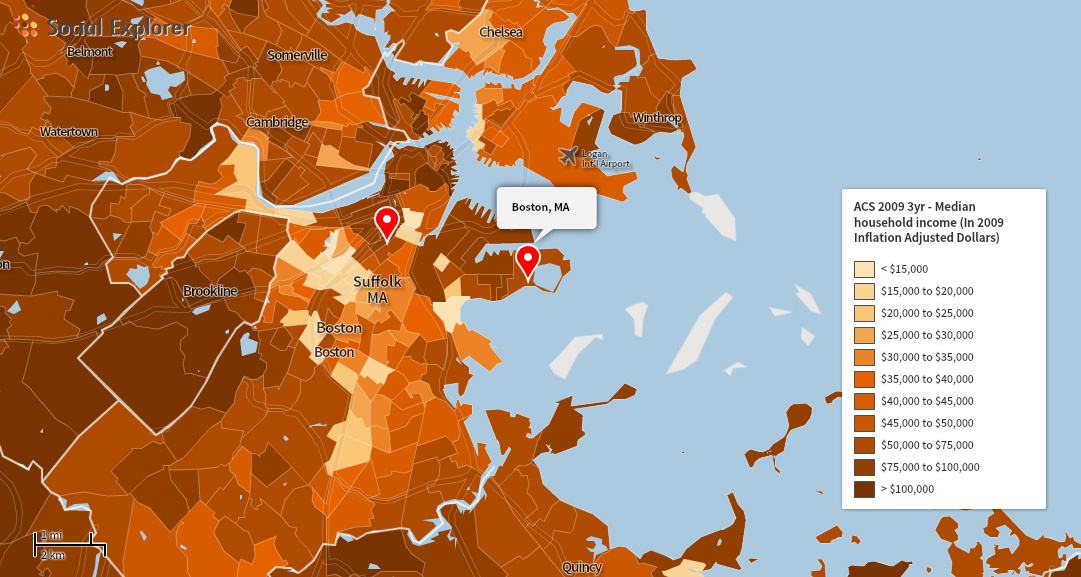 Social Explorer
Chelsea
Belmont
Somerville
Cambridge
Watertown
Winthrop
Logan
Int'l Airport
Boston, MA
on
Brookline
Suffolk
MA
Boston
Boston
Quincy
1 mi
2 km
ACS 2009 3yr - Median
household income (In 2009
Inflation Adjusted Dollars)
< $15,000
$15,000 to $20,000
$20,000 to $25,000
$25,000 to $30,000
$30,000 to $35,000
$35,000 to $40,000
$40,000 to $45,000
$45,000 to $50,000
$50,000 to $75,000
$75,000 to $100,000
> $100,000